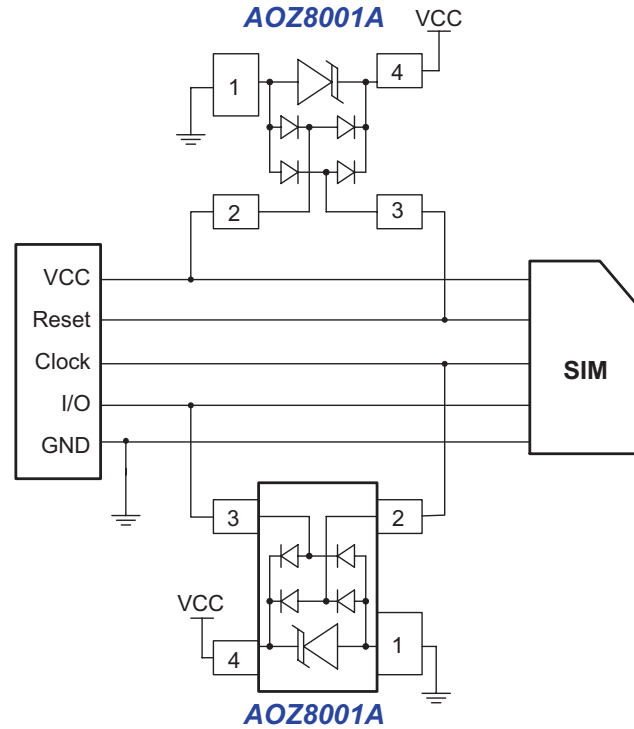 AOZ8001A
VCC
1
4
2
3
VCC
Reset
Clock
I/O
GND
SIM
3
2
VCC
4
1
AOZ8001A